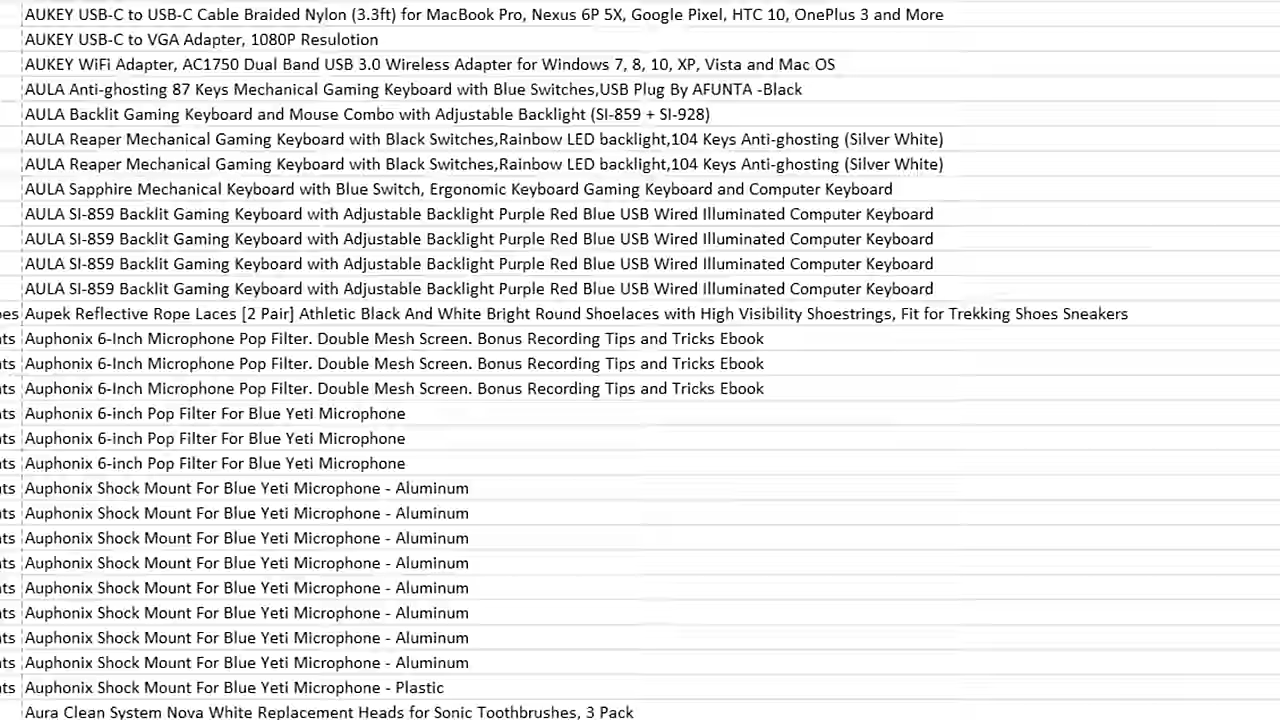 AUKEY USB-C to USB-C Cable Braided Nylon (3.3ft) for MacBook Pro, Nexus 6P 5X, Google Pixel, HTC 10, OnePlus 3 and More
AUKEY USB-C to VGA Adapter, 1080P Resulotion
AUKEY WiFi Adapter, AC1750 Dual Band USB 3.0 Wireless Adapter for Windows 7, 8, 10, XP, Vista and Mac OS
AULA Anti-ghosting 87 Keys Mechanical Gaming Keyboard with Blue Switches,USB Plug By AFUNTA -Black
AULA Backlit Gaming Keyboard and Mouse Combo with Adjustable Backlight (SI-859 + SI-928)
AULA Reaper Mechanical Gaming Keyboard with Black Switches,Rainbow LED backlight,104 Keys Anti-ghosting (Silver White)
AULA Reaper Mechanical Gaming Keyboard with Black Switches,Rainbow LED backlight,104 Keys Anti-ghosting (Silver White)
AULA Sapphire Mechanical Keyboard with Blue Switch, Ergonomic Keyboard Gaming Keyboard and Computer Keyboard
AULA SI-859 Backlit Gaming Keyboard with Adjustable Backlight Purple Red Blue USB Wired Illuminated Computer Keyboard
AULA SI-859 Backlit Gaming Keyboard with Adjustable Backlight Purple Red Blue USB Wired Illuminated Computer Keyboard
AULA SI-859 Backlit Gaming Keyboard with Adjustable Backlight Purple Red Blue USB Wired Illuminated Computer Keyboard
AULA SI-859 Backlit Gaming Keyboard with Adjustable Backlight Purple Red Blue USB Wired Illuminated Computer Keyboard
es Aupek Reflective Rope Laces [2 Pair] Athletic Black And White Bright Round Shoelaces with High Visibility Shoestrings, Fit for Trekking Shoes Sneakers
ts Auphonix 6-Inch Microphone Pop Filter. Double Mesh Screen. Bonus Recording Tips and Tricks Ebook
ts Auphonix 6-Inch Microphone Pop Filter. Double Mesh Screen. Bonus Recording Tips and Tricks Ebook
ts Auphonix 6-Inch Microphone Pop Filter. Double Mesh Screen. Bonus Recording Tips and Tricks Ebook
ts Auphonix 6-inch Pop Filter For Blue Yeti Microphone
ts Auphonix 6-inch Pop Filter For Blue Yeti Microphone
ts Auphonix 6-inch Pop Filter For Blue Yeti Microphone
ts Auphonix Shock Mount For Blue Yeti Microphone - Aluminum
ts Auphonix Shock Mount For Blue Yeti Microphone - Aluminum
ts Auphonix Shock Mount For Blue Yeti Microphone - Aluminum
ts Auphonix Shock Mount For Blue Yeti Microphone - Aluminum
ts Auphonix Shock Mount For Blue Yeti Microphone - Aluminum
ts Auphonix Shock Mount For Blue Yeti Microphone - Aluminum
ts Auphonix Shock Mount For Blue Yeti Microphone - Aluminum
ts Auphonix Shock Mount For Blue Yeti Microphone - Aluminum
ts Auphonix Shock Mount For Blue Yeti Microphone - Plastic
Aura Clean System Nova White Replacement Heads for Sonic Toothbrushes, 3 Pack